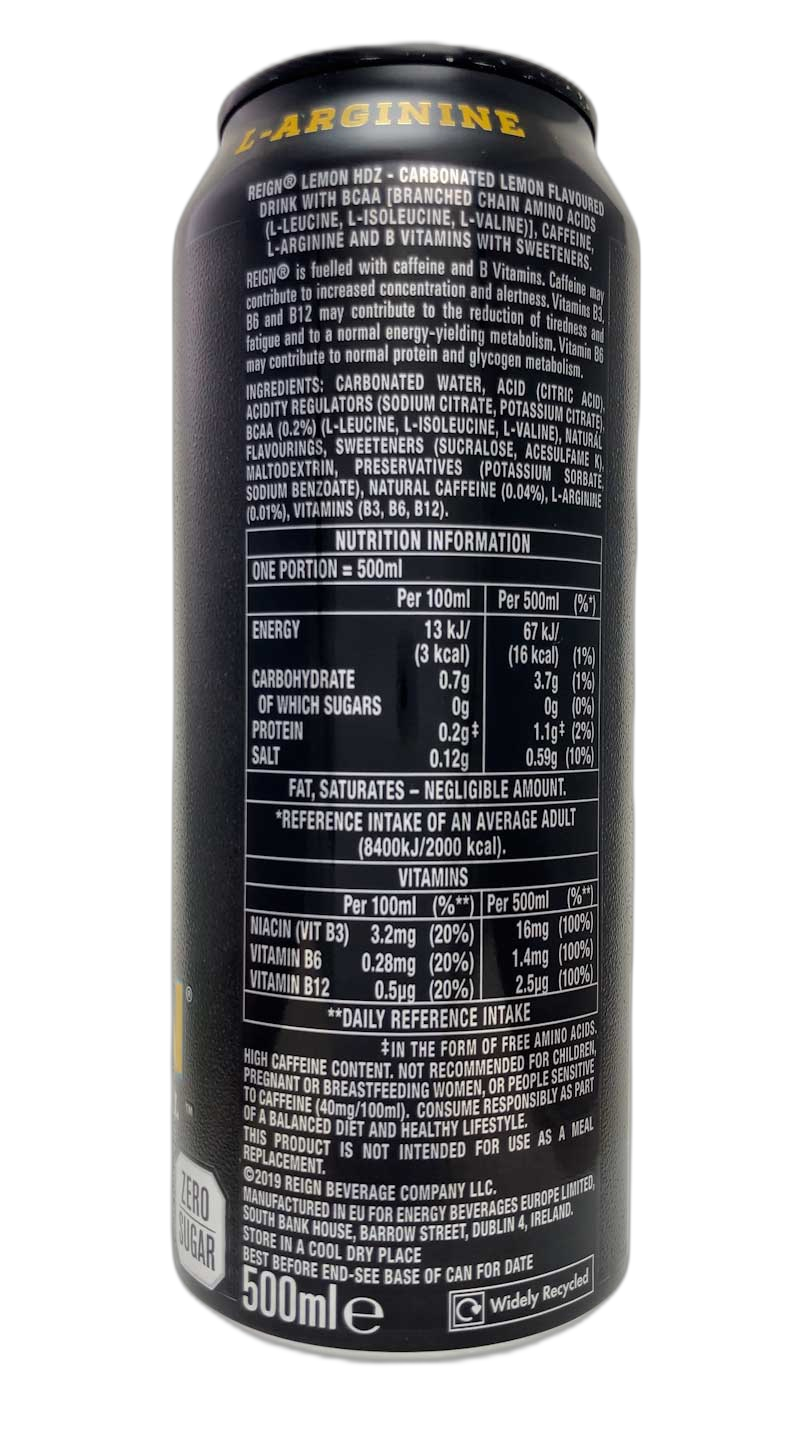 L-ARGININE
REIGN® LEMON HDZ - CARBONATED LEMON FLAVOURED
DRINK WITH BCAA [BRANCHED CHAIN AMINO ACIDS
(L-LEUCINE, L-ISOLEUCINE, L-VALINE)], CAFFEINE,
L-ARGININE AND B VITAMINS WITH SWEETENERS.
REIGN® is fuelled with caffeine and B Vitamins. Caffeine may
contribute to increased concentration and alertness. Vitamins B3,
B6 and B12 may contribute to the reduction of tiredness and
fatigue and to a normal energy-yielding metabolism. Vitamin B6
may contribute to normal protein and glycogen metabolism.
INGREDIENTS: CARBONATED WATER, ACID (CITRIC ACID),
ACIDITY REGULATORS (SODIUM CITRATE, POTASSIUM CITRATE),
BCAA (0.2%) (L-LEUCINE, L-ISOLEUCINE, L-VALINE), NATURAL
FLAVOURINGS, SWEETENERS (SUCRALOSE, ACESULFAME K),
MALTODEXTRIN, PRESERVATIVES (POTASSIUM SORBATE,
SODIUM BENZOATE), NATURAL CAFFEINE (0.04%), L-ARGININE
(0.01%), VITAMINS (B3, B6, B12).
NUTRITION INFORMATION
ONE PORTION = 500ml
Per 100ml Per 500ml (%*)
ENERGY 13 kJ/ 67 kJ/
(3 kcal) (16 kcal) (1%)
CARBOHYDRATE 0.7g 3.7g (1%)
OF WHICH SUGARS 0g 0g (0%)
PROTEIN 0.2g‡ 1.1g‡ (2%)
SALT 0.12g 0.59g (10%)
FAT, SATURATES – NEGLIGIBLE AMOUNT.
*REFERENCE INTAKE OF AN AVERAGE ADULT
(8400kJ/2000 kcal).
VITAMINS
Per 100ml (%**) Per 500ml (%**)
NIACIN (VIT B3) 3.2mg (20%) 16mg (100%)
VITAMIN B6 0.28mg (20%) 1.4mg (100%)
VITAMIN B12 0.5µg (20%) 2.5µg (100%)
**DAILY REFERENCE INTAKE
‡IN THE FORM OF FREE AMINO ACIDS.
HIGH CAFFEINE CONTENT. NOT RECOMMENDED FOR CHILDREN,
PREGNANT OR BREASTFEEDING WOMEN, OR PEOPLE SENSITIVE
TO CAFFEINE (40mg/100ml). CONSUME RESPONSIBLY AS PART
OF A BALANCED DIET AND HEALTHY LIFESTYLE.
THIS PRODUCT IS NOT INTENDED FOR USE AS A MEAL
REPLACEMENT.
©2019 REIGN BEVERAGE COMPANY LLC.
MANUFACTURED IN EU FOR ENERGY BEVERAGES EUROPE LIMITED,
SOUTH BANK HOUSE, BARROW STREET, DUBLIN 4, IRELAND.
STORE IN A COOL DRY PLACE
BEST BEFORE END-SEE BASE OF CAN FOR DATE
500ml e
Widely Recycled
ZERO
SUGAR